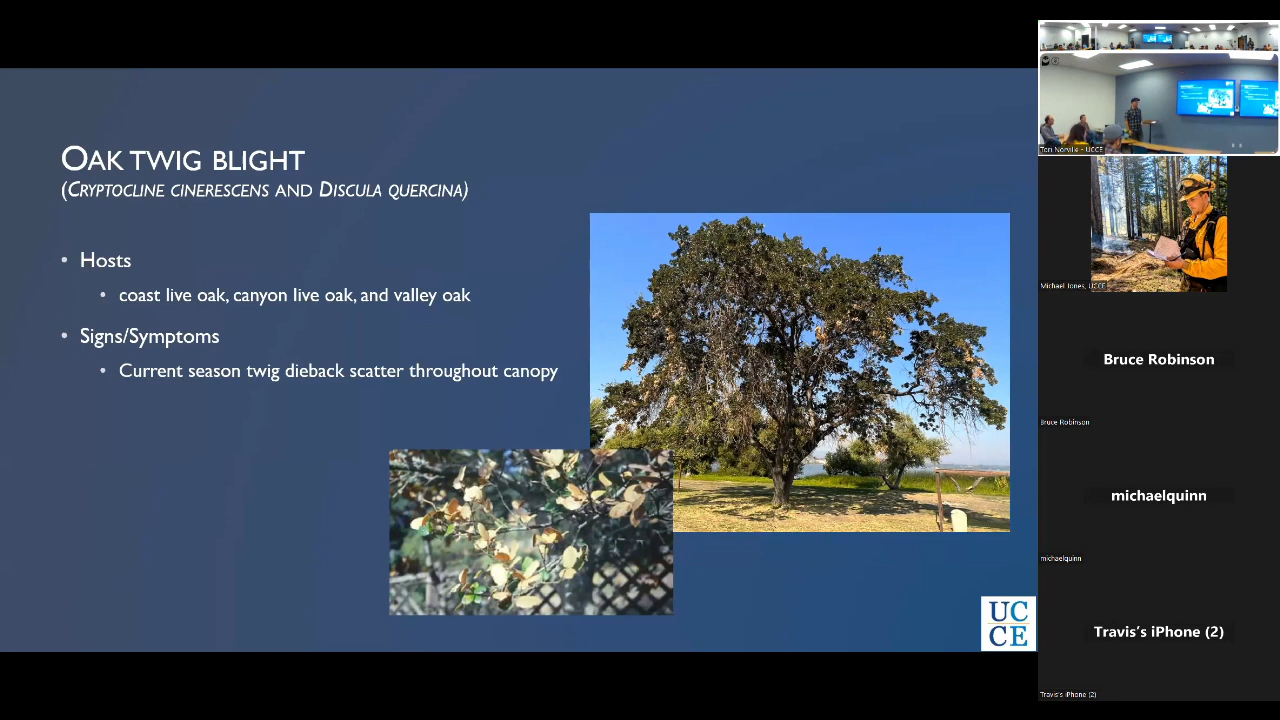 OAK TWIG BLIGHT
(CRYPTOCLINE CINERESCENS AND DISCULA QUERCINA)
• Hosts
• coast live oak, canyon live oak, and valley oak
• Signs/Symptoms
• Current season twig dieback scatter throughout canopy
UC
CE
Tori Norville - UCCE
Michael Jones, UCCE
Bruce Robinson
Bruce Robinson
michaelquinn
michaelquinn
Travis's iPhone (2)
Travis's iPhone (2)